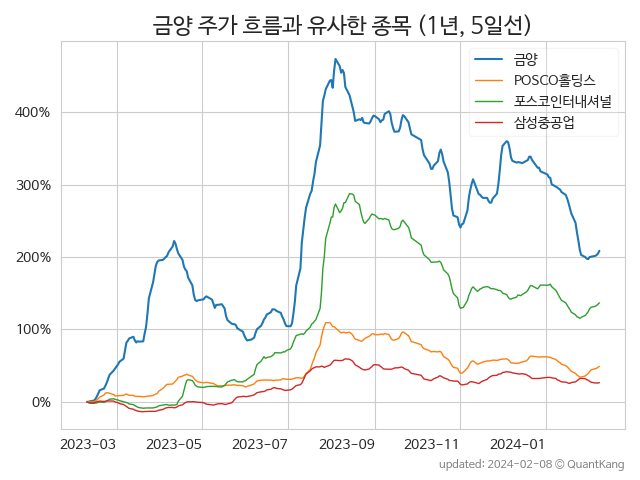 금양 주가 흐름과 유사한 종목 (1년, 5일선)
금양
POSCO홀딩스
포스코인터내셔널
삼성중공업
400%
300%
200%
100%
0%
2023-03 2023-05 2023-07 2023-09 2023-11 2024-01
updated: 2024-02-08 © QuantKang